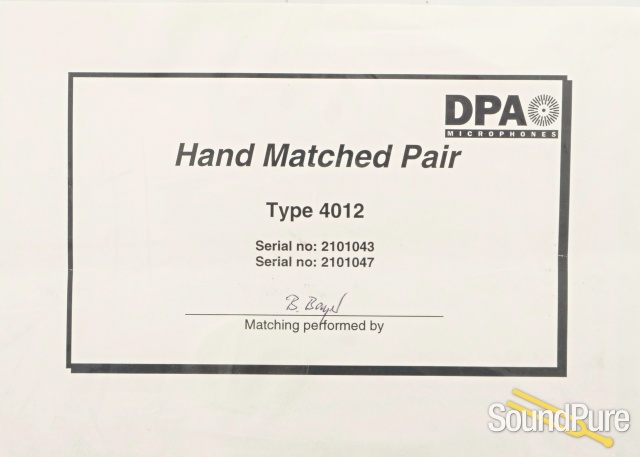 DPA
MICROPHONES
Hand Matched Pair
Type 4012
Serial no: 2101043
Serial no: 2101047
Matching performed by
SoundPure